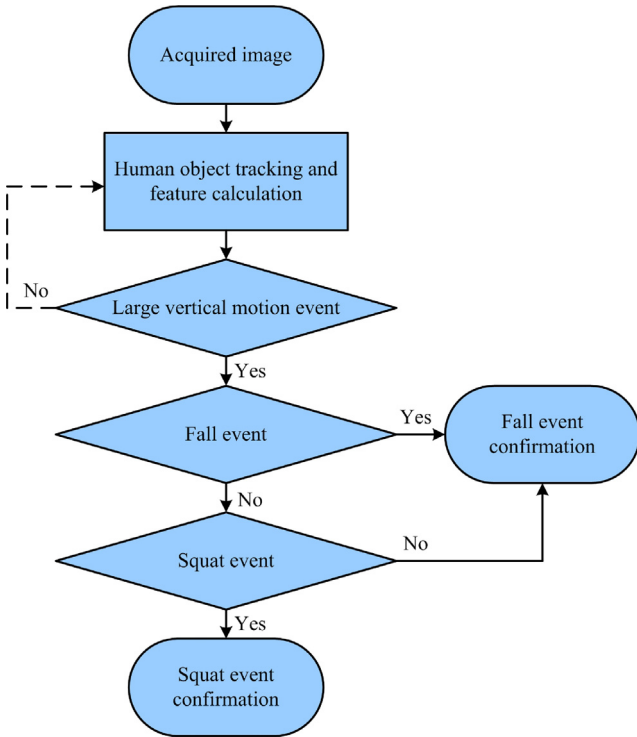 Acquired image
Human object tracking and
feature calculation
No
Large vertical motion event
Yes
Fall event
Yes
Fall event
confirmation
No
Squat event
No
Yes
Squat event
confirmation